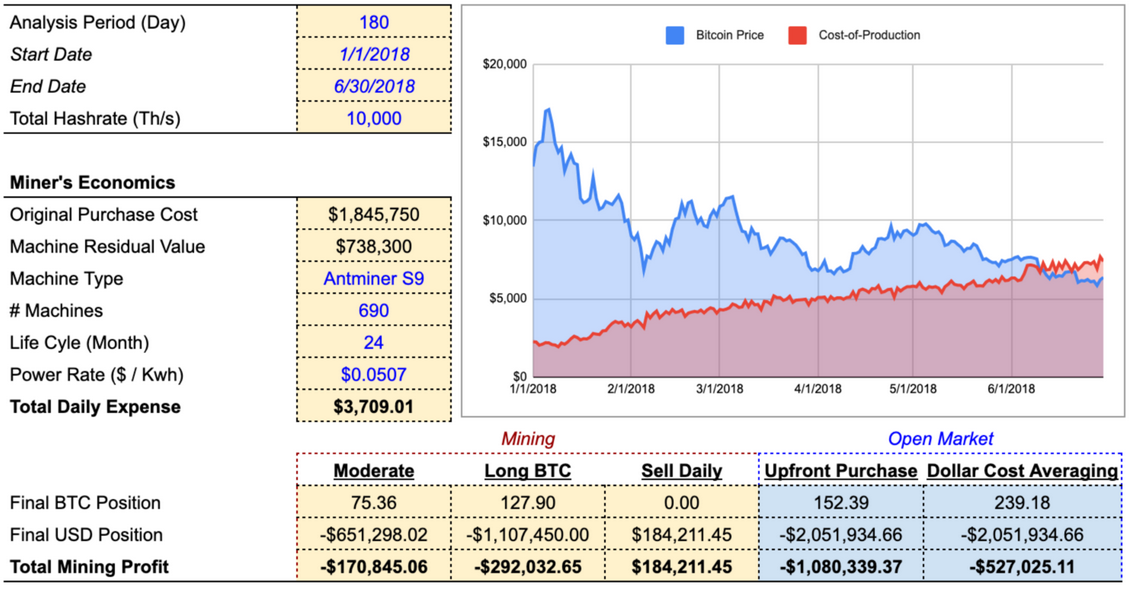 Analysis Period (Day) 180
Start Date 1/1/2018
End Date 6/30/2018
Total Hashrate (Th/s) 10,000
Miner's Economics
Original Purchase Cost $1,845,750
Machine Residual Value $738,300
Machine Type Antminer S9
# Machines 690
Life Cyle (Month) 24
Power Rate ($ / Kwh) $0.0507
Total Daily Expense $3,709.01
Bitcoin Price Cost-of-Production
$20,000
$15,000
$10,000
$5,000
$0
1/1/2018 2/1/2018 3/1/2018 4/1/2018 5/1/2018 6/1/2018
Mining Open Market
Moderate Long BTC Sell Daily Upfront Purchase Dollar Cost Averaging
Final BTC Position 75.36 127.90 0.00 152.39 239.18
Final USD Position -$651,298.02 -$1,107,450.00 $184,211.45 -$2,051,934.66 -$2,051,934.66
Total Mining Profit -$170,845.06 -$292,032.65 $184,211.45 -$1,080,339.37 -$527,025.11